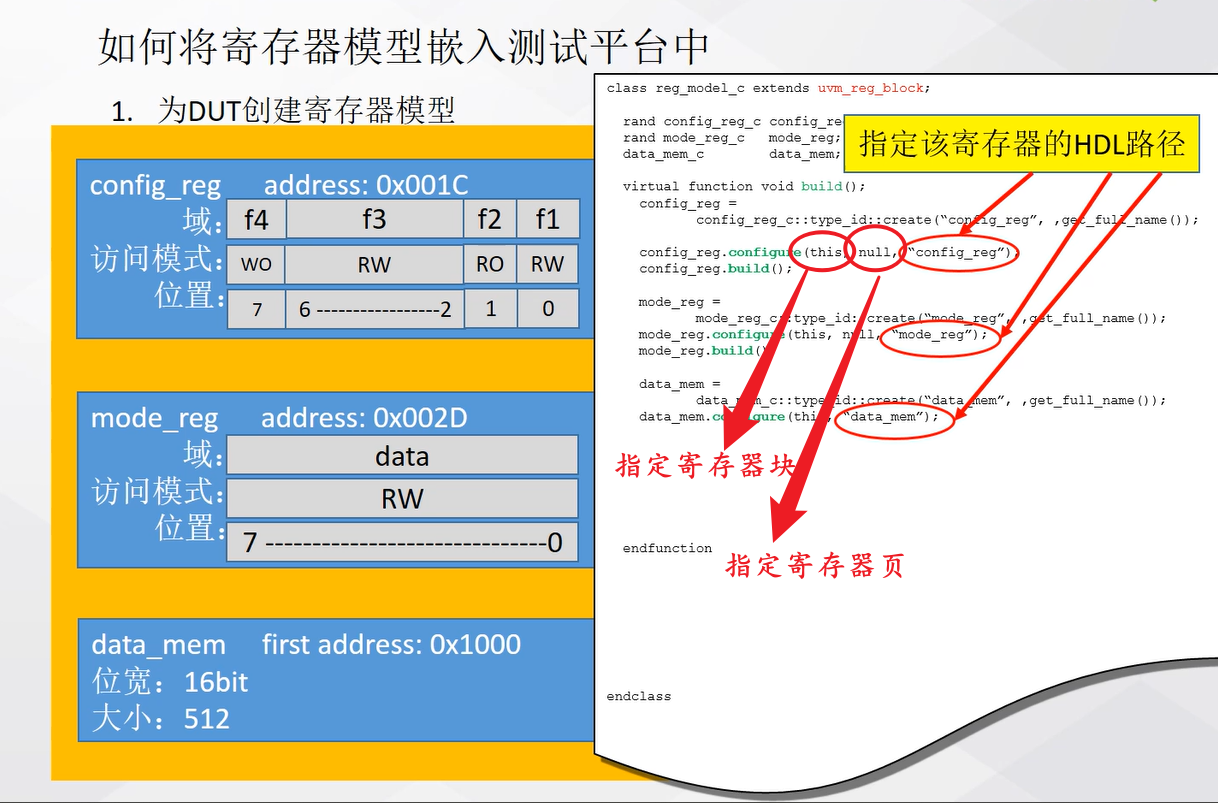 如何将寄存器模型嵌入测试平台中
1. 为DUT创建寄存器模型
config_reg address: 0x001C
域: f4 f3 f2 f1
访问模式: WO RW RO RW
位置: 7 6 ------------------2 1 0
mode_reg address: 0x002D
域: data
访问模式: RW
位置: 7 ------------------------------0
data_mem first address: 0x1000
位宽：16bit
大小：512
class reg_model_c extends uvm_reg_block;
rand config_reg_c config_re
rand mode_reg_c mode_reg;
data_mem_c data_mem;
指定该寄存器的HDL路径
virtual function void build();
config_reg =
config_reg_c::type_id::create(“config_reg”, ,get_full_name());
config_reg.configure(this, null, “config_reg”);
config_reg.build();
mode_reg =
mode_reg_c::type_id::create(“mode_reg”, ,get_full_name());
mode_reg.configure(this, null, “mode_reg”);
mode_reg.build()
data_mem =
data_mem_c::type_id::create(“data_mem”, ,get_full_name());
data_mem.configure(this, “data_mem”);
指定寄存器块
endfunction
指定寄存器页
endclass